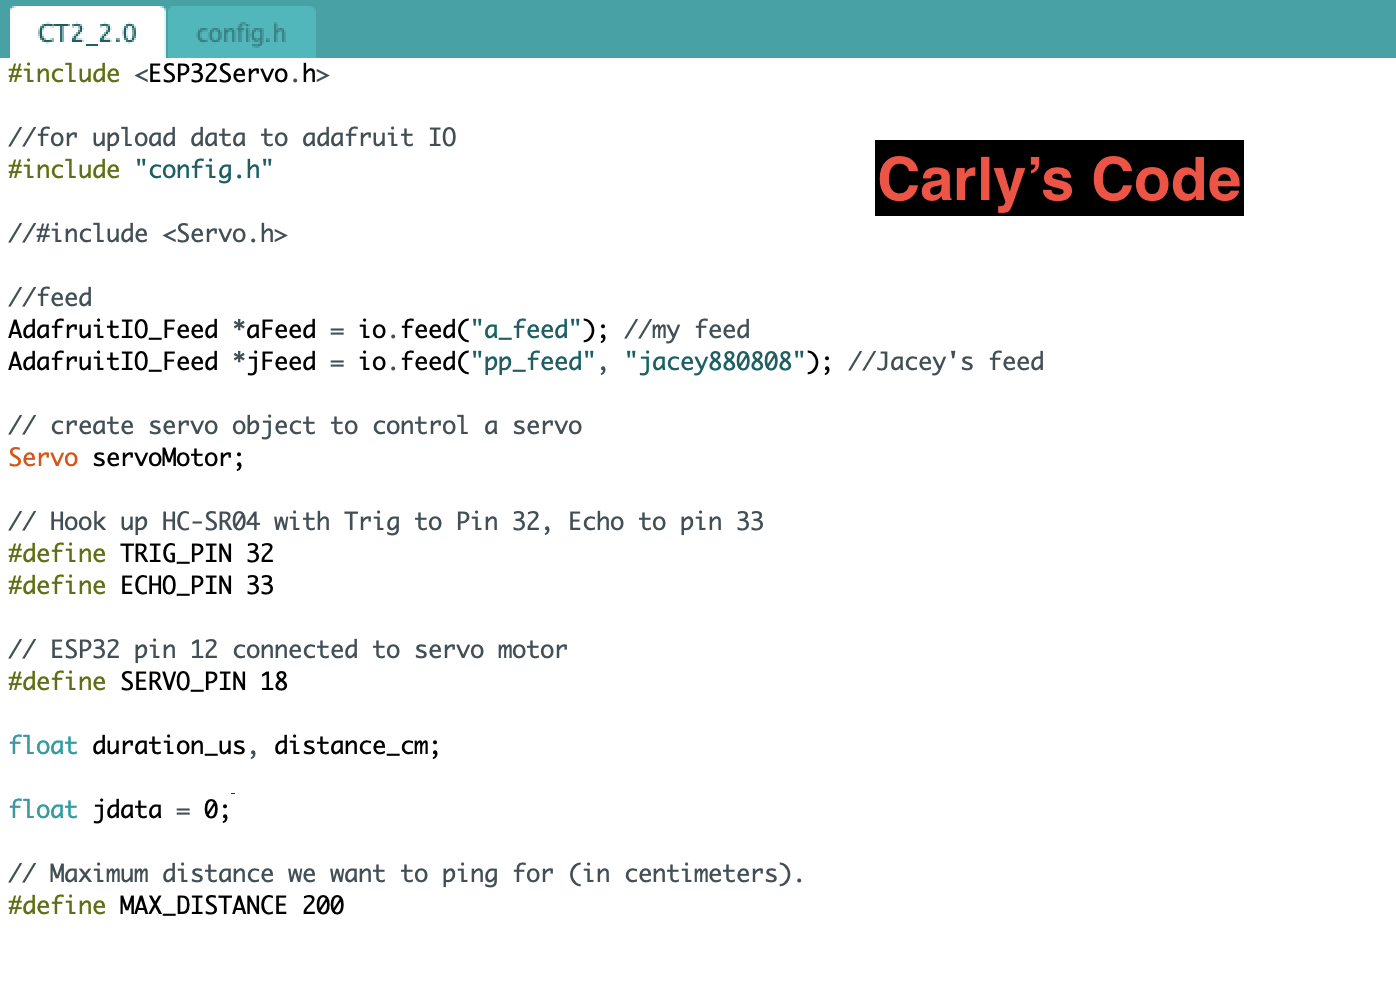 CT2_2.0 config.h
#include <ESP32Servo.h>
//for upload data to adafruit IO
#include "config.h"
Carly’s Code
//#include <Servo.h>
//feed
AdafruitIO_Feed *aFeed = io.feed("a_feed"); //my feed
AdafruitIO_Feed *jFeed = io.feed("pp_feed", "jacey880808"); //Jacey's feed
// create servo object to control a servo
Servo servoMotor;
// Hook up HC-SR04 with Trig to Pin 32, Echo to pin 33
#define TRIG_PIN 32
#define ECHO_PIN 33
// ESP32 pin 12 connected to servo motor
#define SERVO_PIN 18
float duration_us, distance_cm;
float jdata = 0;
// Maximum distance we want to ping for (in centimeters).
#define MAX_DISTANCE 200